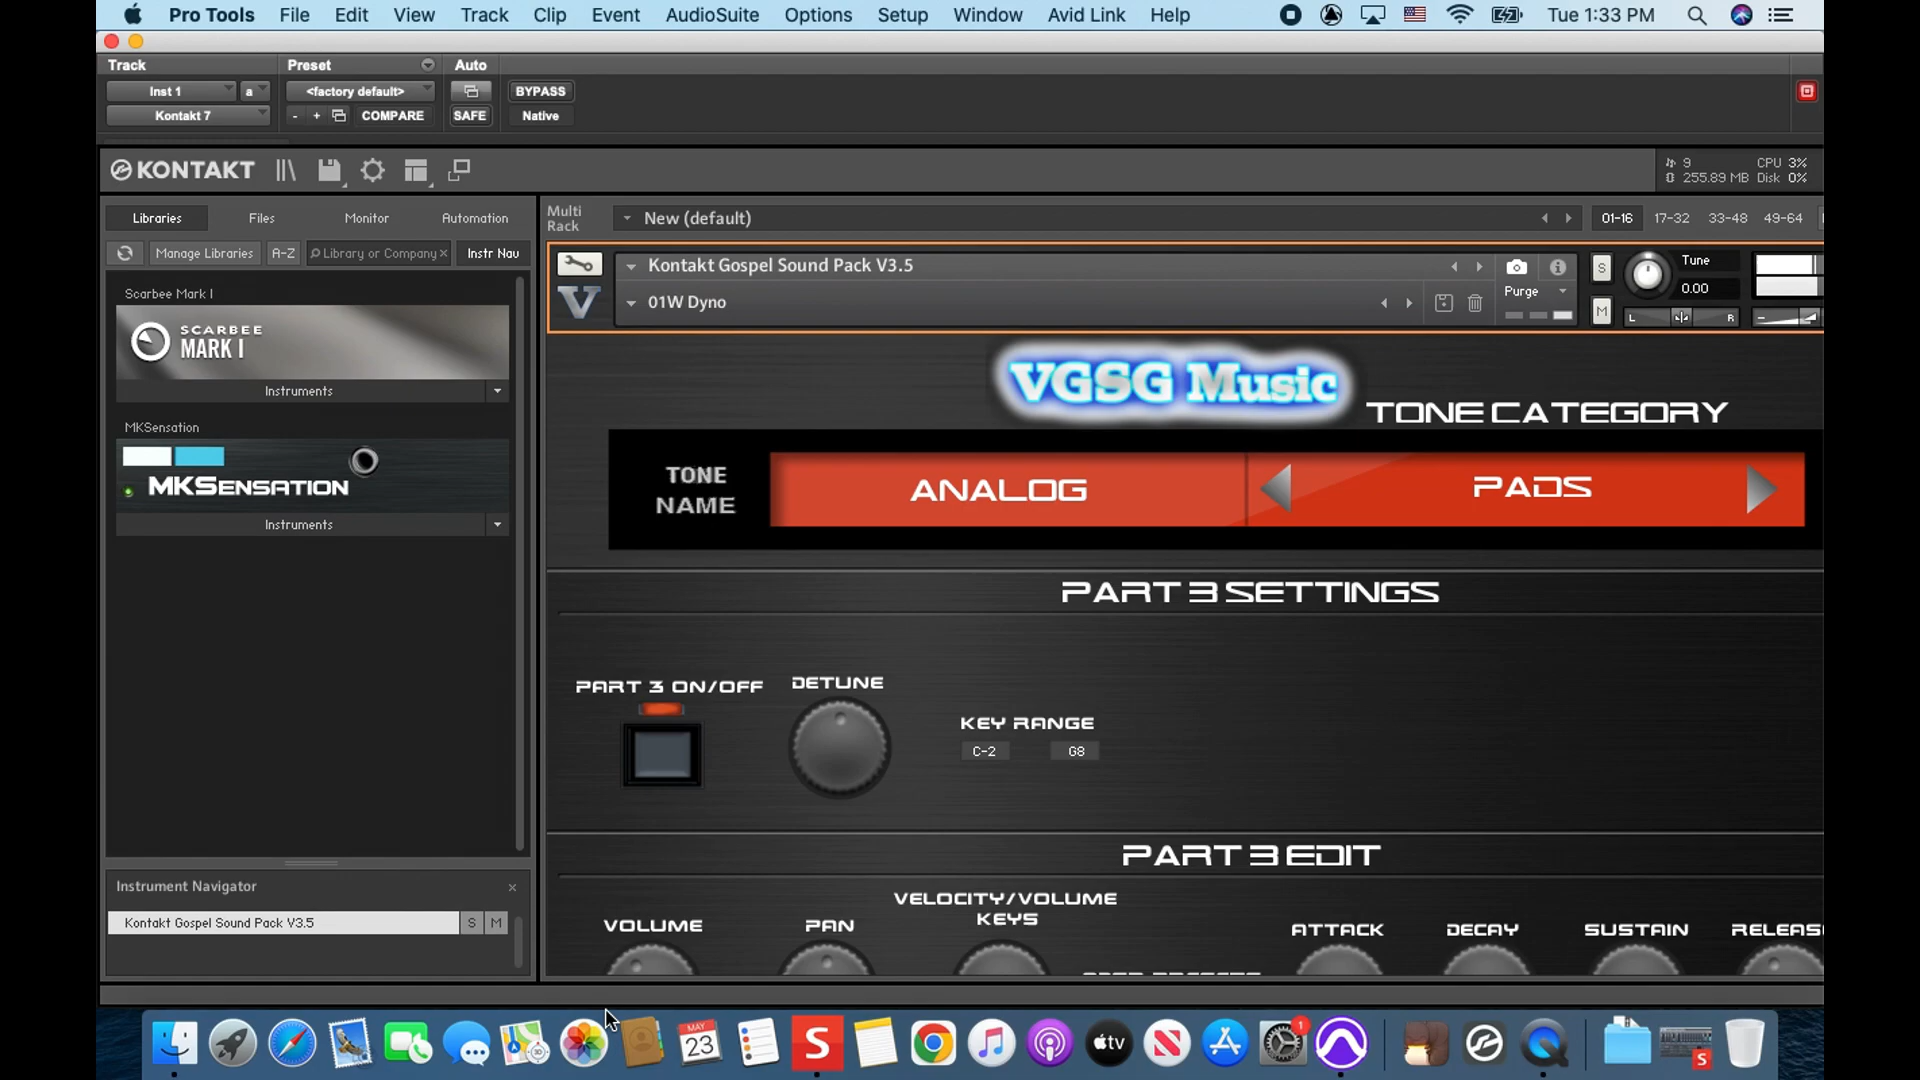 Pro Tools File Edit View Track Clip Event AudioSuite Options Setup Window Avid Link Help Tue 1:33 PM
Track Preset Auto
Inst 1 a <factory default> BYPASS
Kontakt 7 - + COMPARE SAFE Native
KONTAKT 9 CPU 3%
255.89 MB Disk 0%
Libraries Files Monitor Automation
Multi Rack New (default) 01-16 17-32 33-48 49-64
Manage Libraries A-Z Library or Company × Instr Nav
Kontakt Gospel Sound Pack V3.5 S Tune
Purge 0.00
01W Dyno M L R
Scarbee Mark I
SCARBEE
MARK I
Instruments
MKSensation
MKSENSATION
Instruments
VGSG Music
TONE CATEGORY
TONE
NAME
ANALOG PADS
PART 3 SETTINGS
PART 3 ON/OFF DETUNE
KEY RANGE
C-2 G8
PART 3 EDIT
VELOCITY/VOLUME
KEYS
VOLUME PAN ATTACK DECAY SUSTAIN RELEAS
Instrument Navigator ×
Kontakt Gospel Sound Pack V3.5 S M
MAY
23
S
tv
1
S